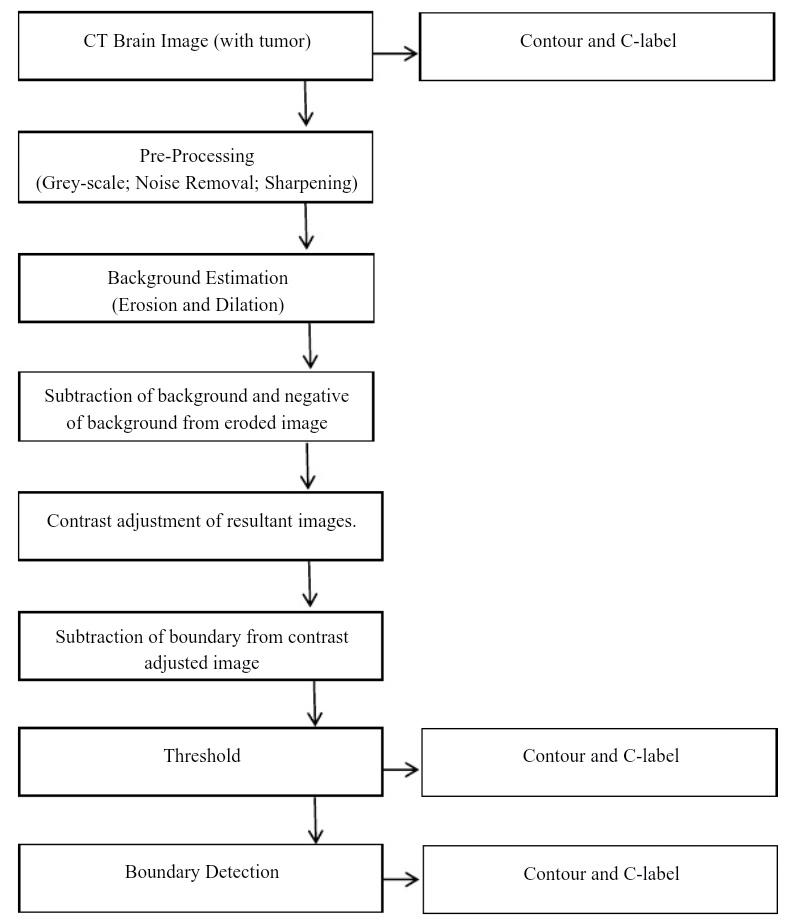 CT Brain Image (with tumor)
Contour and C-label
Pre-Processing
(Grey-scale; Noise Removal; Sharpening)
Background Estimation
(Erosion and Dilation)
Subtraction of background and negative
of background from eroded image
Contrast adjustment of resultant images.
Subtraction of boundary from contrast
adjusted image
Threshold
Contour and C-label
Boundary Detection
Contour and C-label